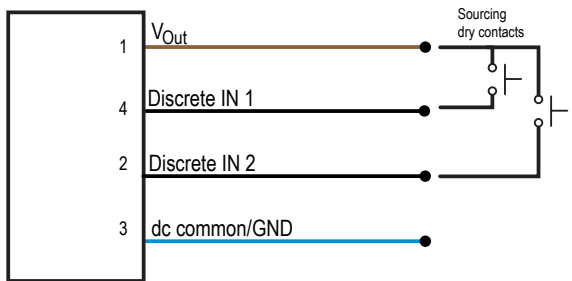 Sourcing
dry contacts
1 VOut
4 Discrete IN 1
2 Discrete IN 2
3 dc common/GND